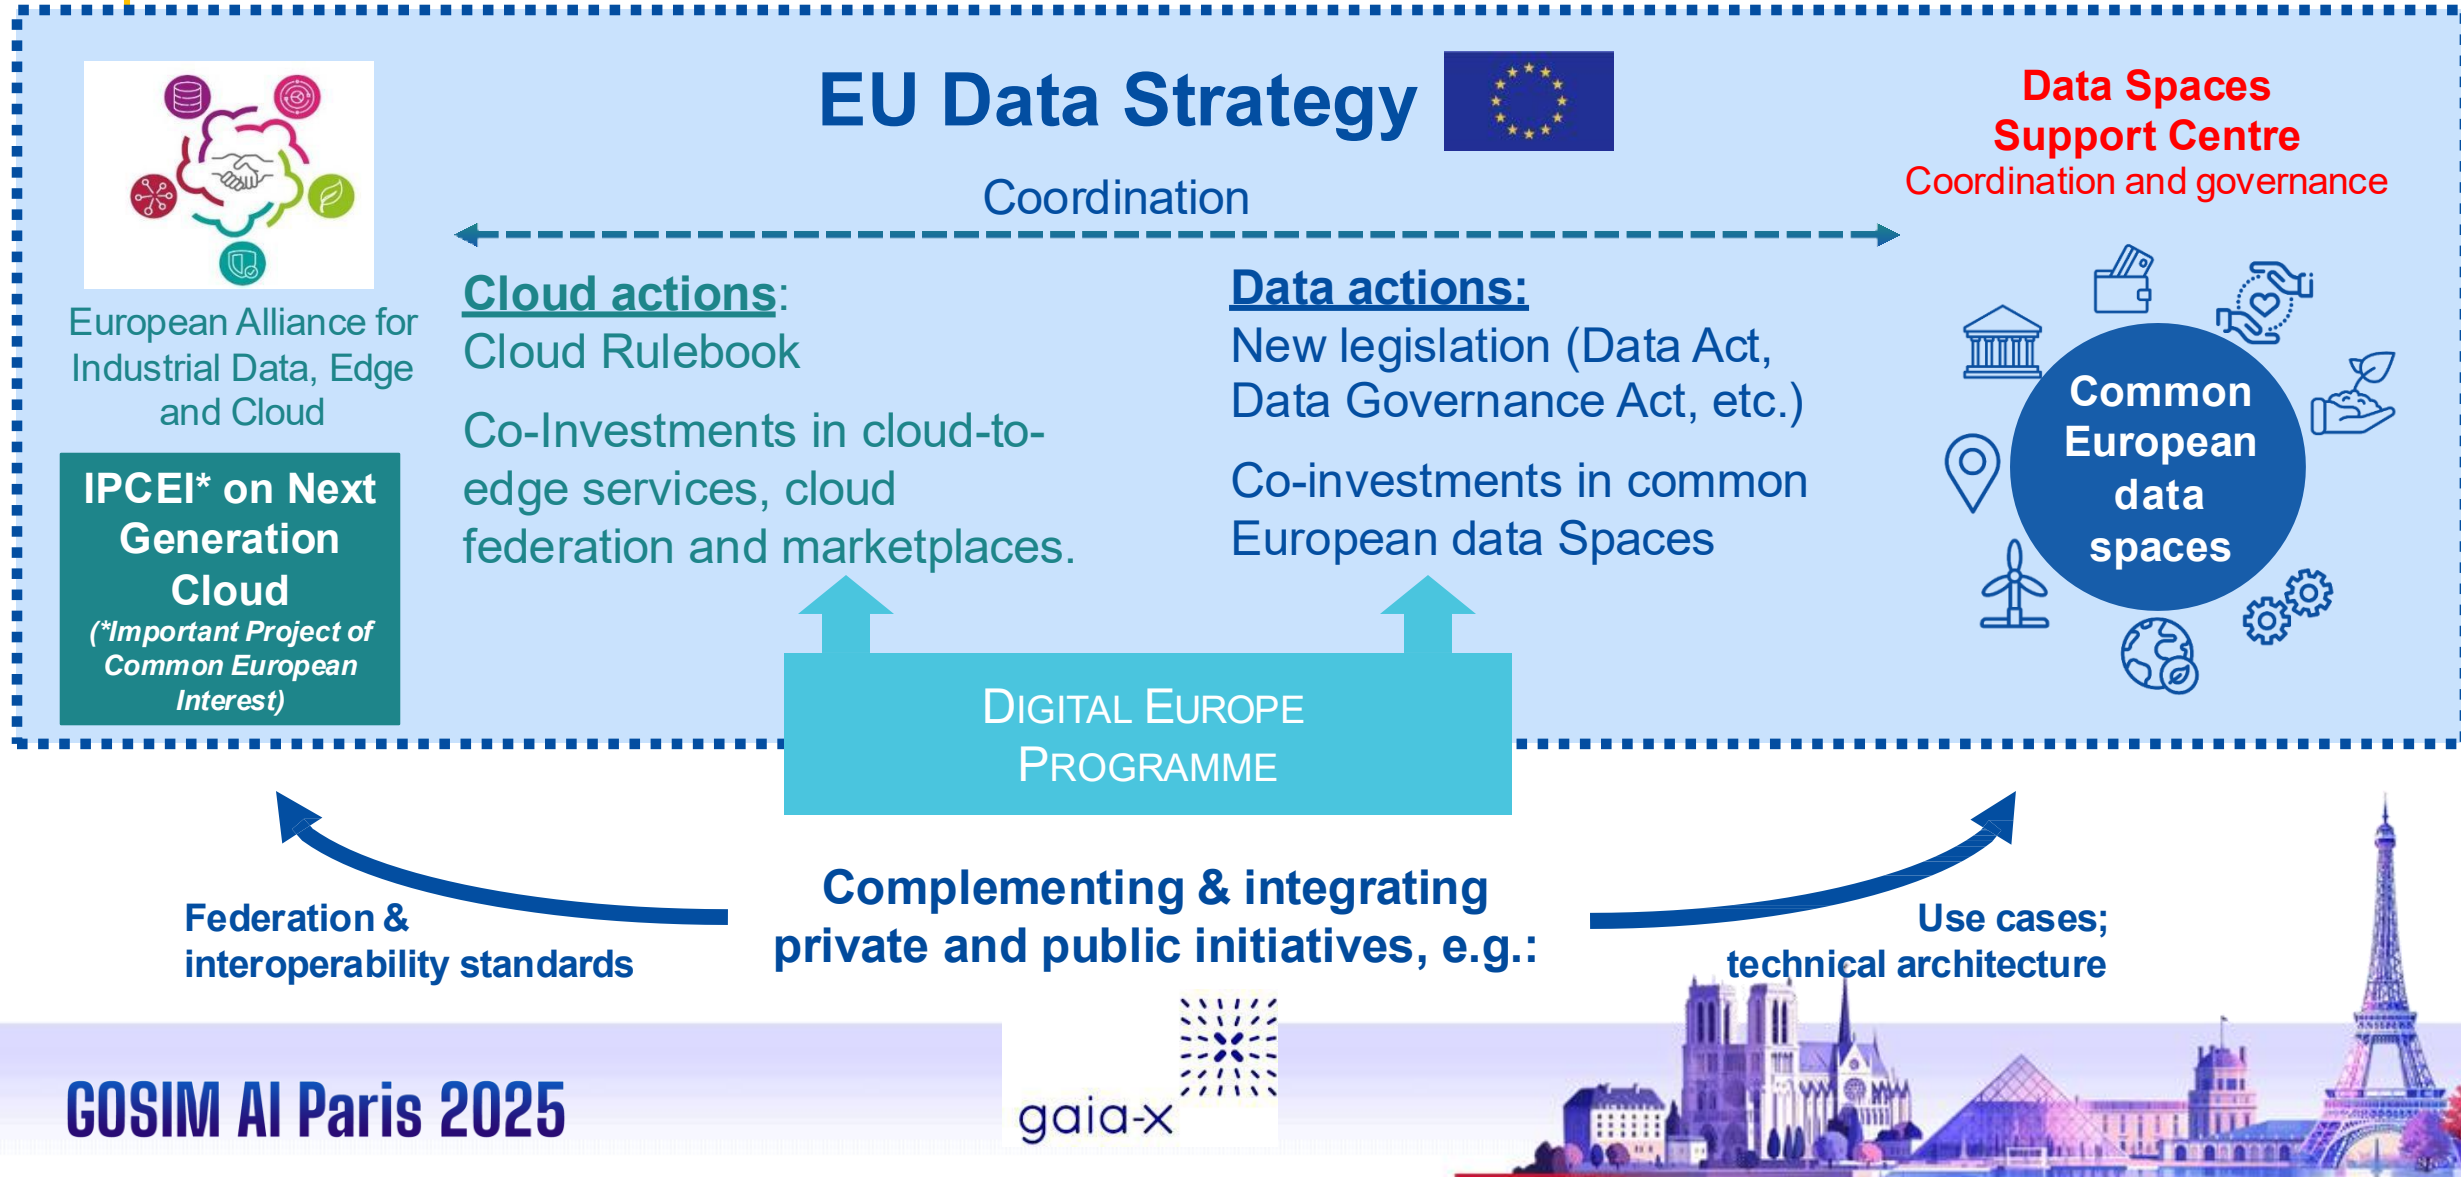 EU Data Strategy
Coordination
European Alliance for
Industrial Data, Edge
and Cloud
IPCEI* on Next
Generation
Cloud
(*Important Project of
Common European
Interest)
Cloud actions:
Cloud Rulebook
Co-Investments in cloud-to-
edge services, cloud
federation and marketplaces.
Data actions:
New legislation (Data Act,
Data Governance Act, etc.)
Co-investments in common
European data Spaces
Data Spaces
Support Centre
Coordination and governance
Common
European
data
spaces
DIGITAL EUROPE
PROGRAMME
Federation &
interoperability standards
Complementing & integrating
private and public initiatives, e.g.:
Use cases;
technical architecture
gaia-x
GOSIM AI Paris 2025